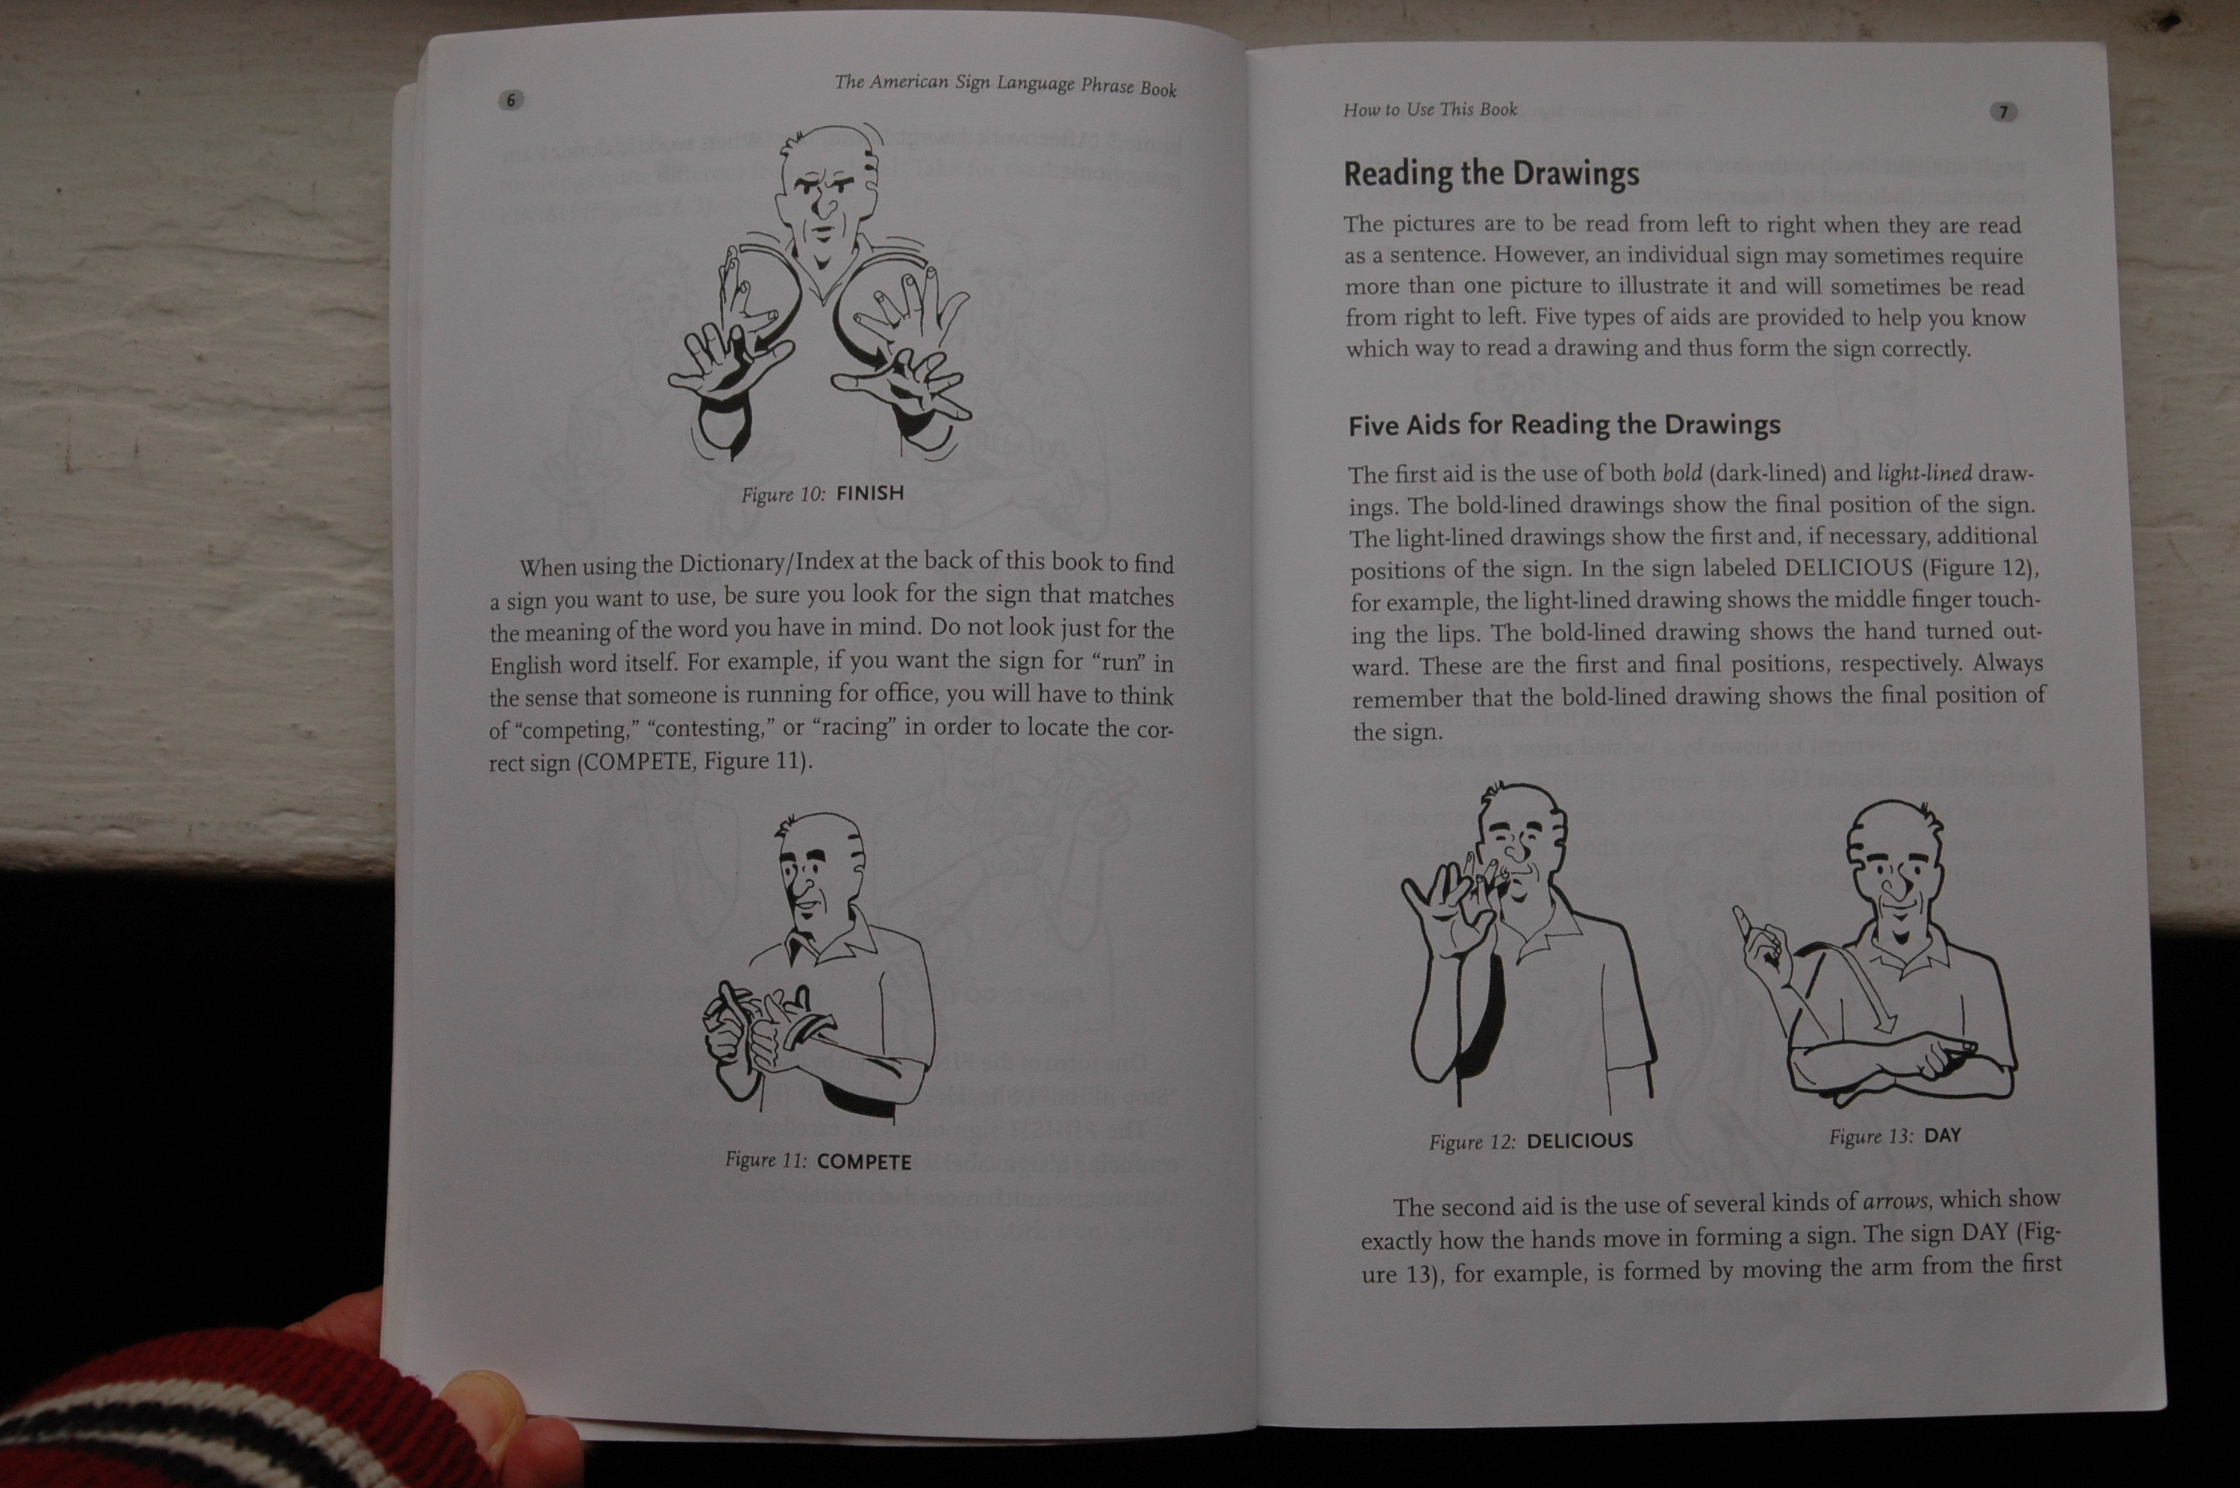 6
The American Sign Language Phrase Book
Figure 10: FINISH
When using the Dictionary/Index at the back of this book to find
a sign you want to use, be sure you look for the sign that matches
the meaning of the word you have in mind. Do not look just for the
English word itself. For example, if you want the sign for “run” in
the sense that someone is running for office, you will have to think
of “competing,” “contesting,” or “racing” in order to locate the cor-
rect sign (COMPETE, Figure 11).
Figure 11: COMPETE
How to Use This Book
7
Reading the Drawings
The pictures are to be read from left to right when they are read
as a sentence. However, an individual sign may sometimes require
more than one picture to illustrate it and will sometimes be read
from right to left. Five types of aids are provided to help you know
which way to read a drawing and thus form the sign correctly.
Five Aids for Reading the Drawings
The first aid is the use of both bold (dark-lined) and light-lined draw-
ings. The bold-lined drawings show the final position of the sign.
The light-lined drawings show the first and, if necessary, additional
positions of the sign. In the sign labeled DELICIOUS (Figure 12),
for example, the light-lined drawing shows the middle finger touch-
ing the lips. The bold-lined drawing shows the hand turned out-
ward. These are the first and final positions, respectively. Always
remember that the bold-lined drawing shows the final position of
the sign.
Figure 12: DELICIOUS
Figure 13: DAY
The second aid is the use of several kinds of arrows, which show
exactly how the hands move in forming a sign. The sign DAY (Fig-
ure 13), for example, is formed by moving the arm from the first